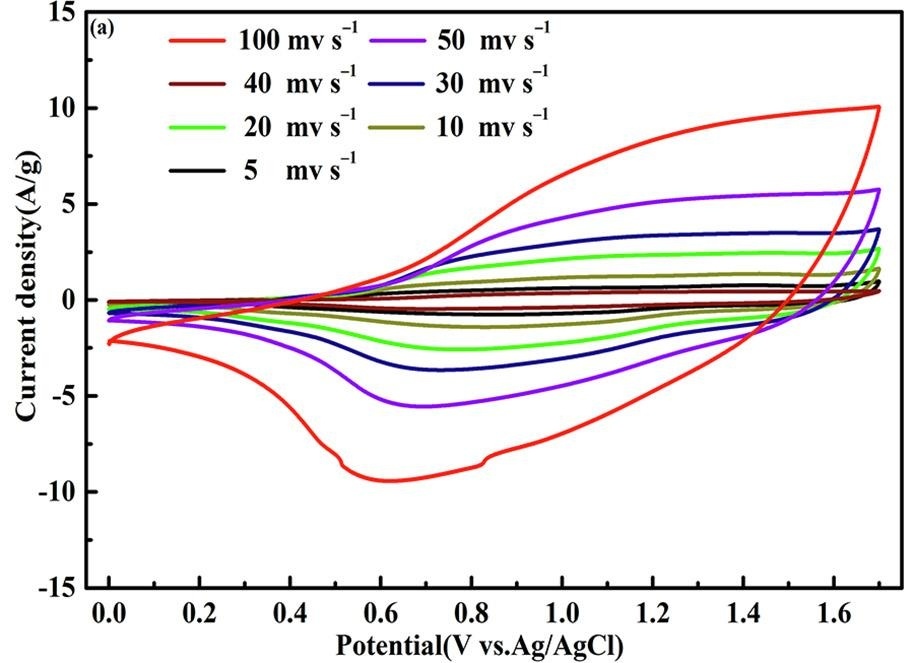 (a)
100 mv s⁻¹ 50 mv s⁻¹
40 mv s⁻¹ 30 mv s⁻¹
20 mv s⁻¹ 10 mv s⁻¹
5 mv s⁻¹
15
10
5
0
-5
-10
-15
Current density(A/g)
0.0 0.2 0.4 0.6 0.8 1.0 1.2 1.4 1.6
Potential(V vs.Ag/AgCl)